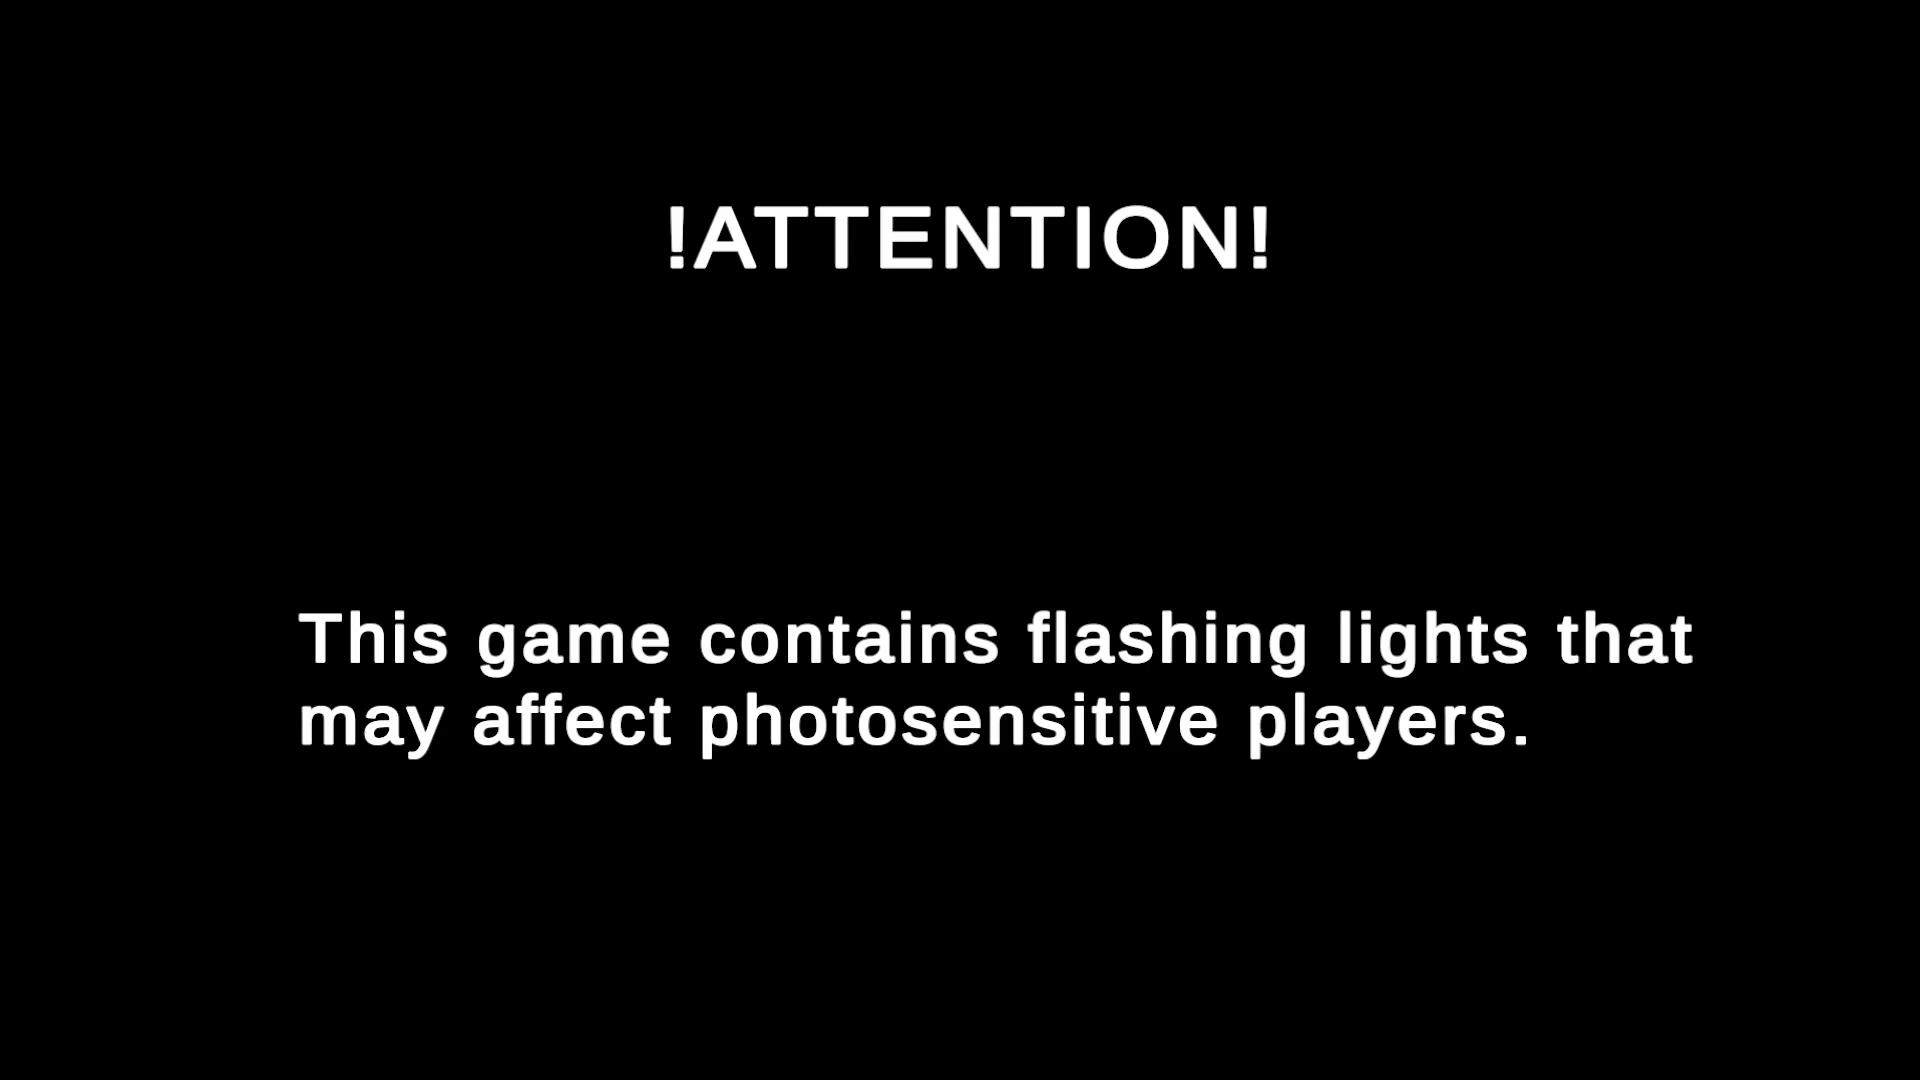 !ATTENTION!
This game contains flashing lights that
may affect photosensitive players.